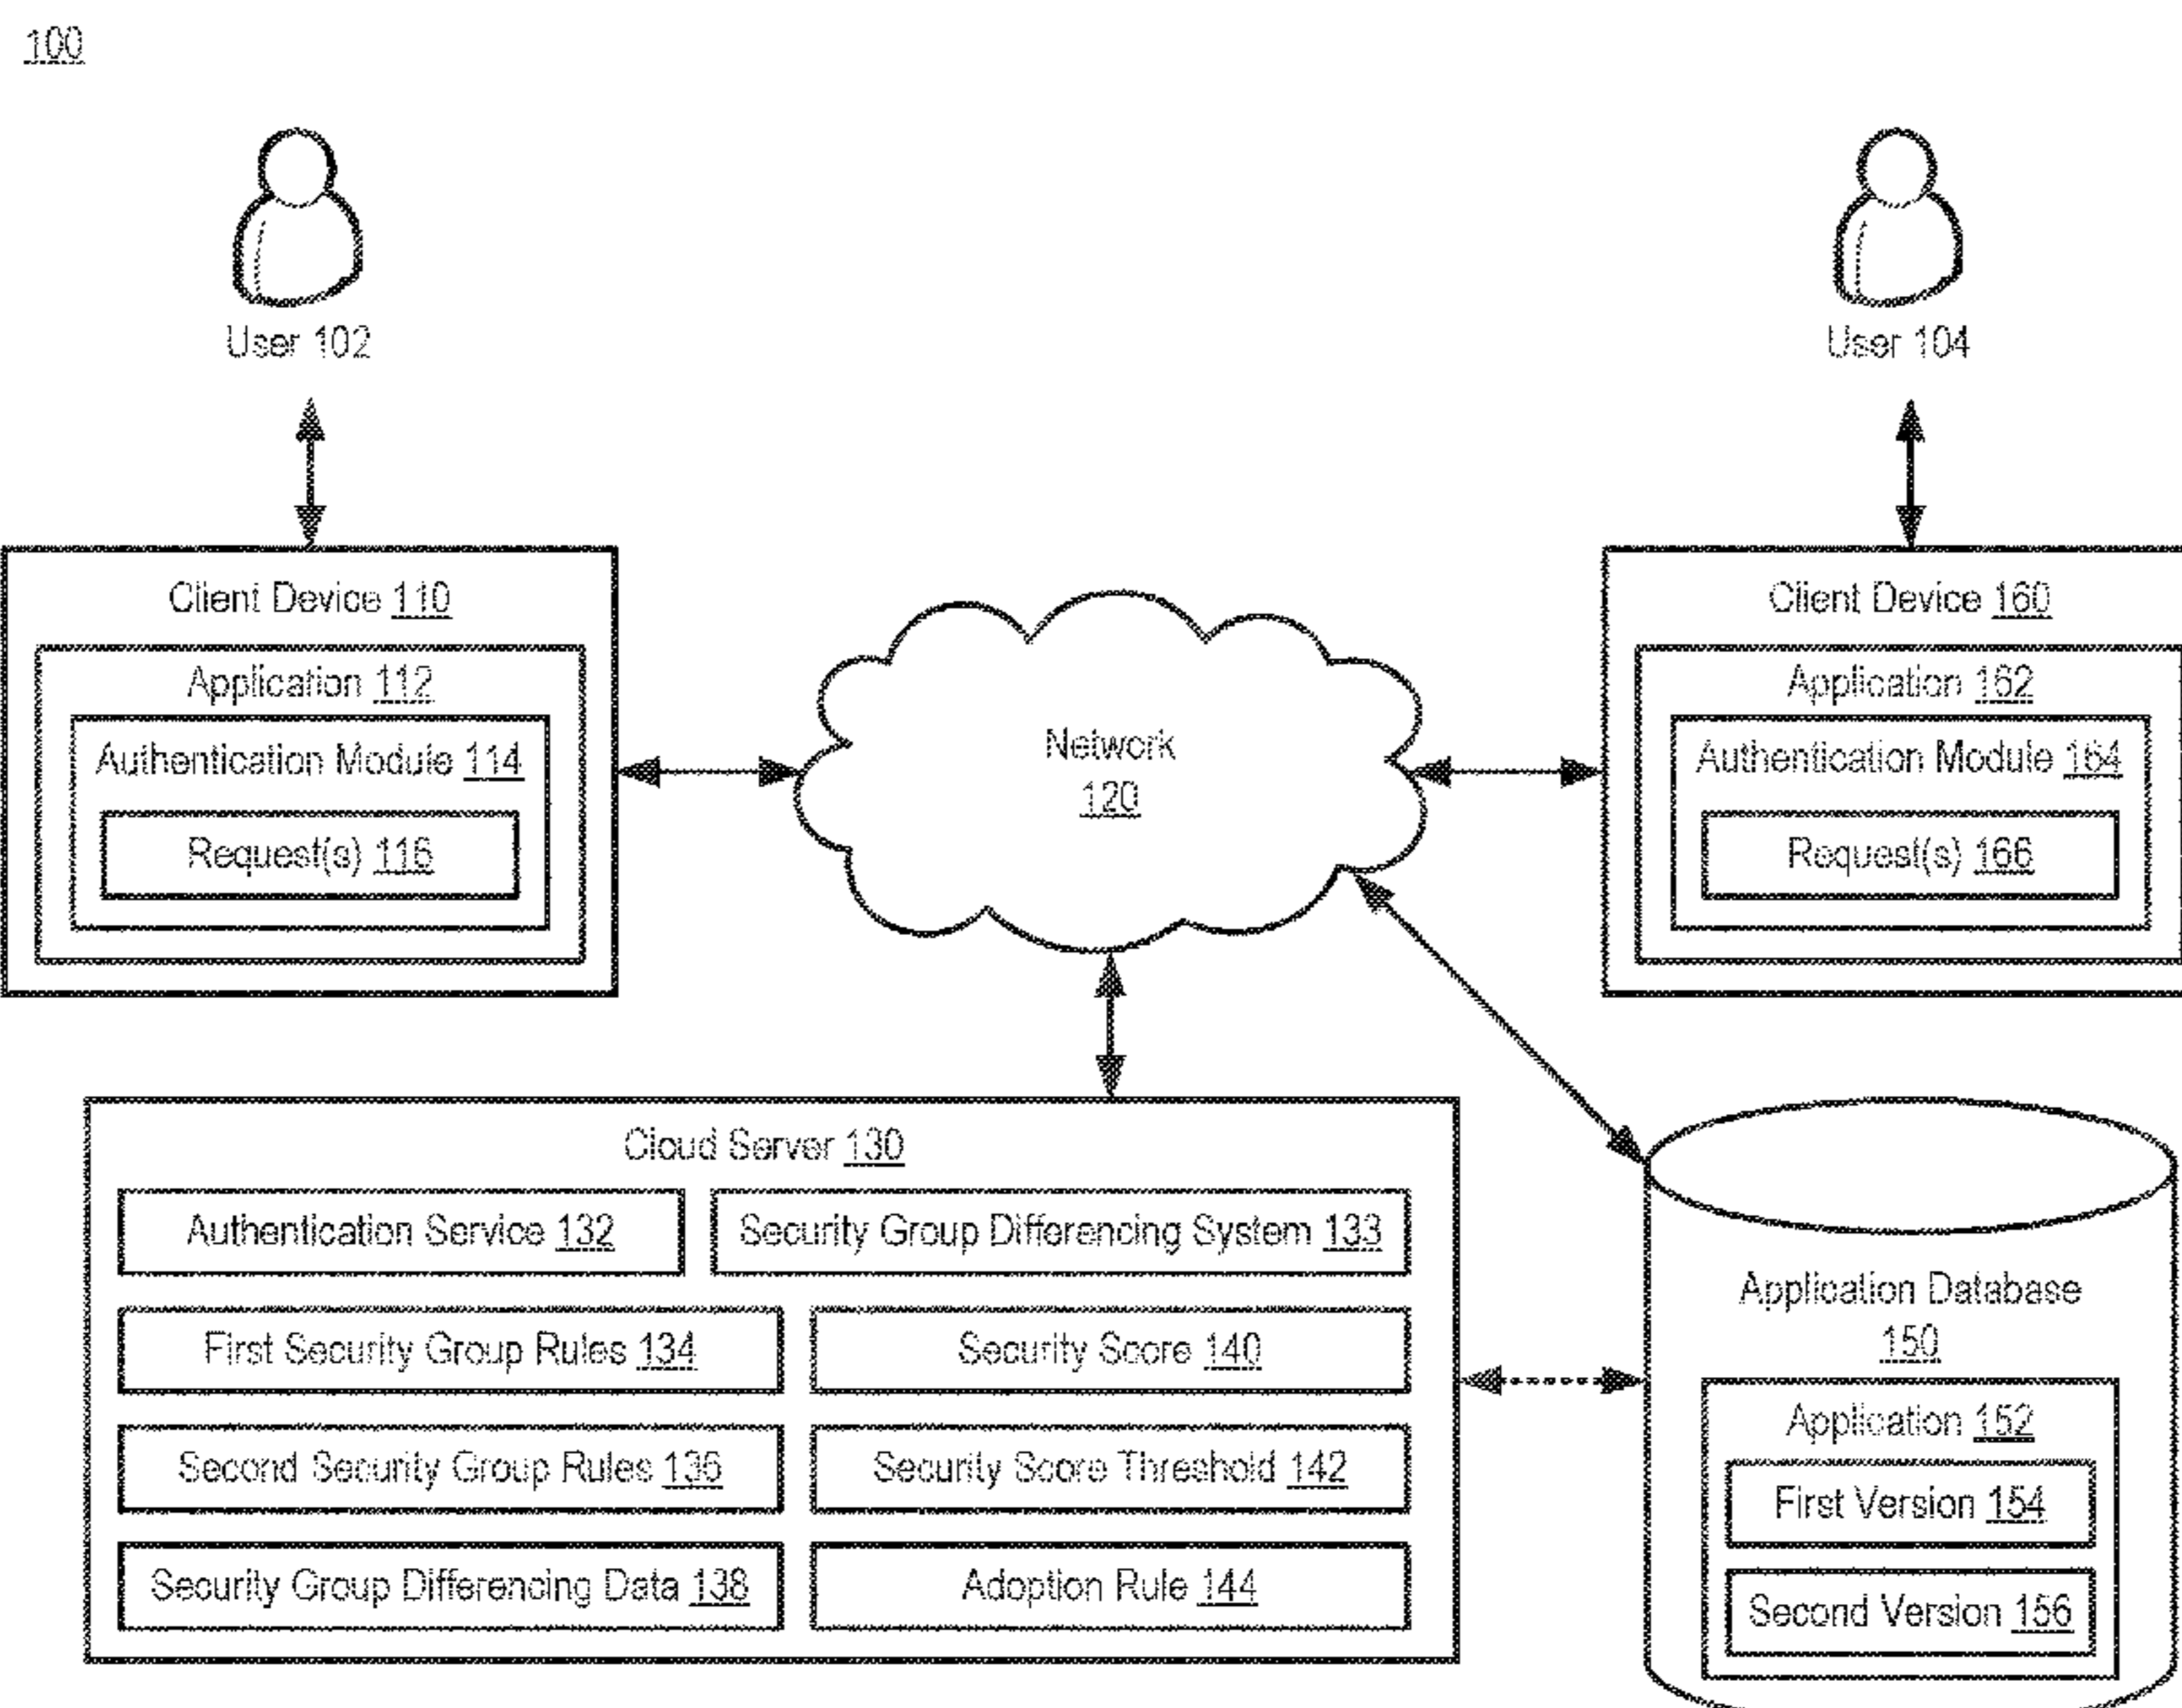 100
User 102
User 104
Client Device 110
Application 112
Authentication Module 114
Request(s) 116
Network
120
Client Device 160
Application 162
Authentication Module 164
Request(s) 166
Cloud Server 130
Authentication Service 132
Security Group Differencing System 133
First Security Group Rules 134
Security Score 140
Second Security Group Rules 136
Security Score Threshold 142
Security Group Differencing Data 138
Adoption Rule 144
Application Database
150
Application 152
First Version 154
Second Version 156